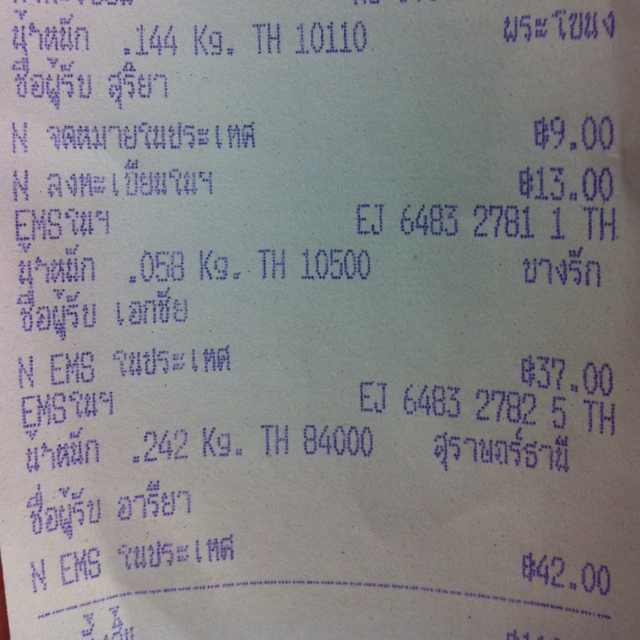 น้ำหนัก .144 Kg. TH 10110 พระโขนง
ชื่อผู้รับ สุริยา
N จดหมายในประเทศ ฿9.00
N ลงทะเบียนในฯ ฿13.00
EMSในฯ EJ 6483 2781 1 TH
น้ำหนัก .058 Kg. TH 10500 บางรัก
ชื่อผู้รับ เอกชัย
N EMS ในประเทศ ฿37.00
EMSในฯ EJ 6483 2782 5 TH
น้ำหนัก .242 Kg. TH 84000 สุราษฎร์ธานี
ชื่อผู้รับ อารียา
N EMS ในประเทศ ฿42.00